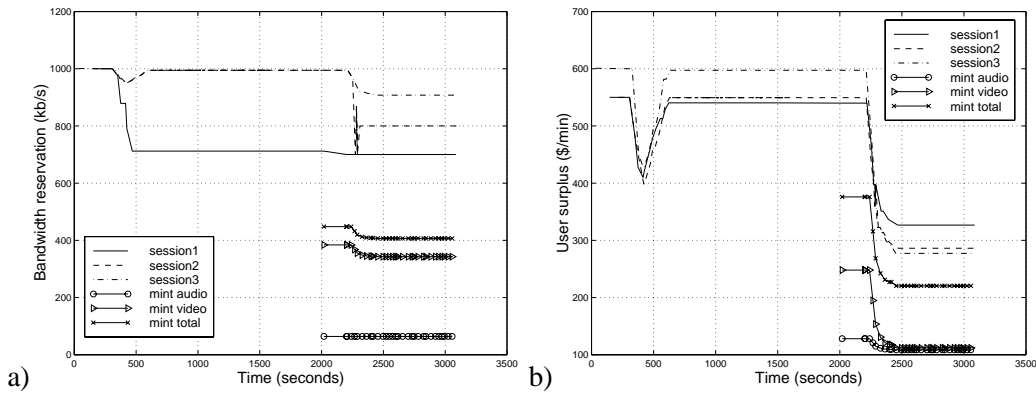 1200
1000
800
600
400
200
0
Bandwidth reservation (kb/s)
session1
session2
session3
mint audio
mint video
mint total
0 500 1000 1500 2000 2500 3000 3500
Time (seconds)
a)
700
600
500
400
300
200
100
User surplus ($/min)
session1
session2
session3
mint audio
mint video
mint total
0 500 1000 1500 2000 2500 3000 3500
Time (seconds)
b)